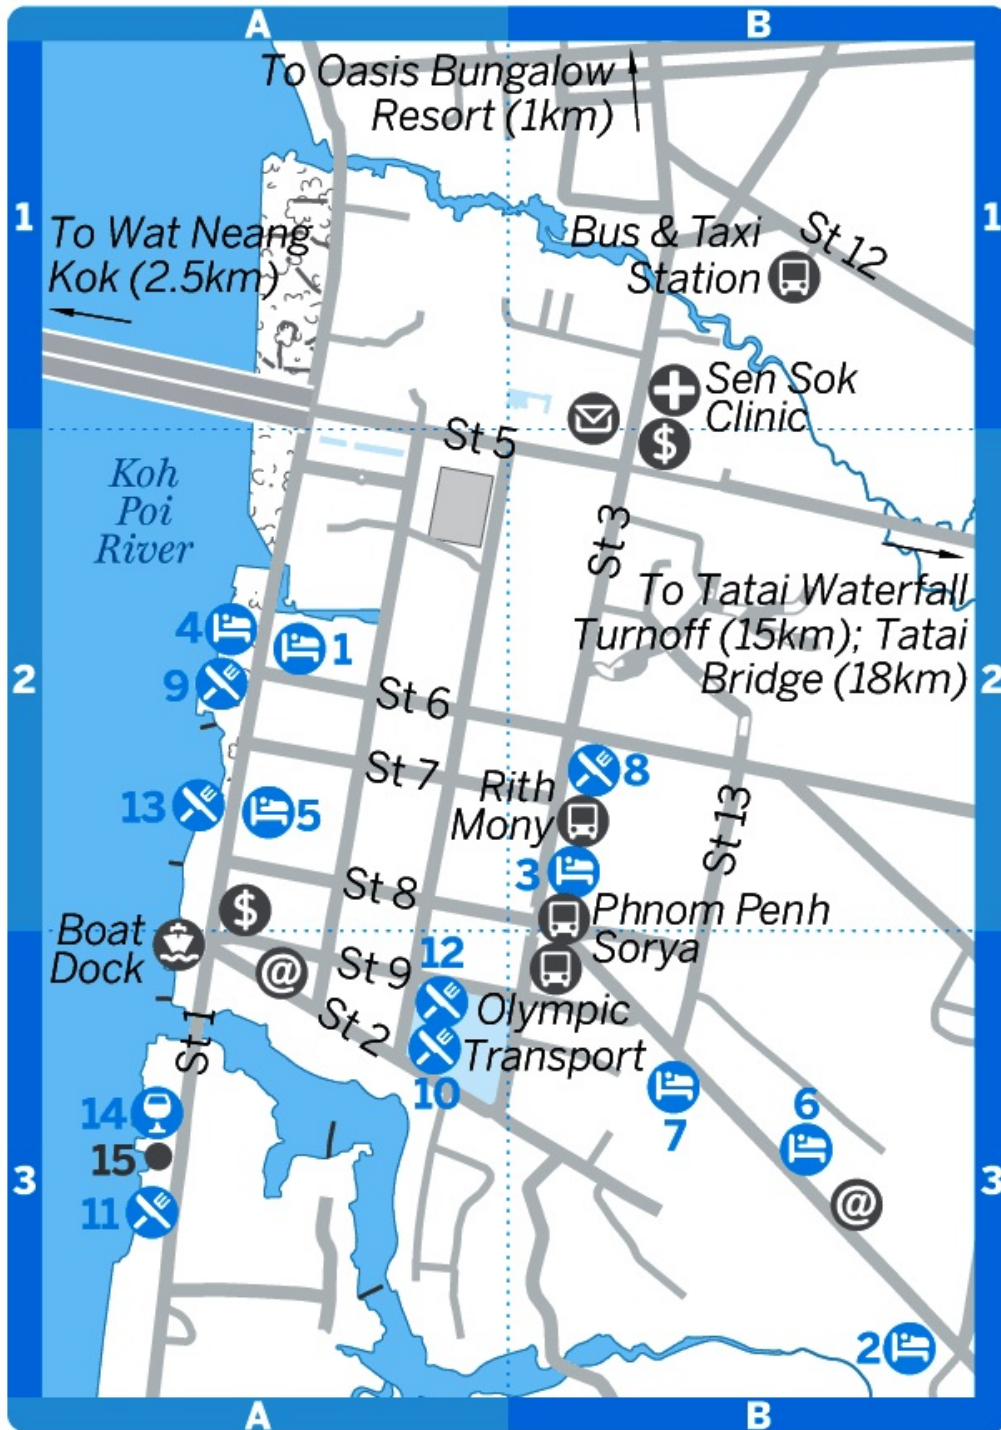 A
B
To Oasis Bungalow
Resort (1km)
1
1
To Wat Neang
Kok (2.5km)
Bus & Taxi
Station
St 12
Sen Sok
Clinic
$
St 5
Koh
Poi
River
St 3
To Tatai Waterfall
Turnoff (15km); Tatai
Bridge (18km)
4
1
9
2
2
St 6
St 7
Rith
Mony
8
13
5
3
St 13
St 8
$
Phnom Penh
Sorya
Boat
Dock
@
St 9
12
St 2
Olympic
Transport
10
St 1
7
6
14
15
11
3
3
@
2
A
B